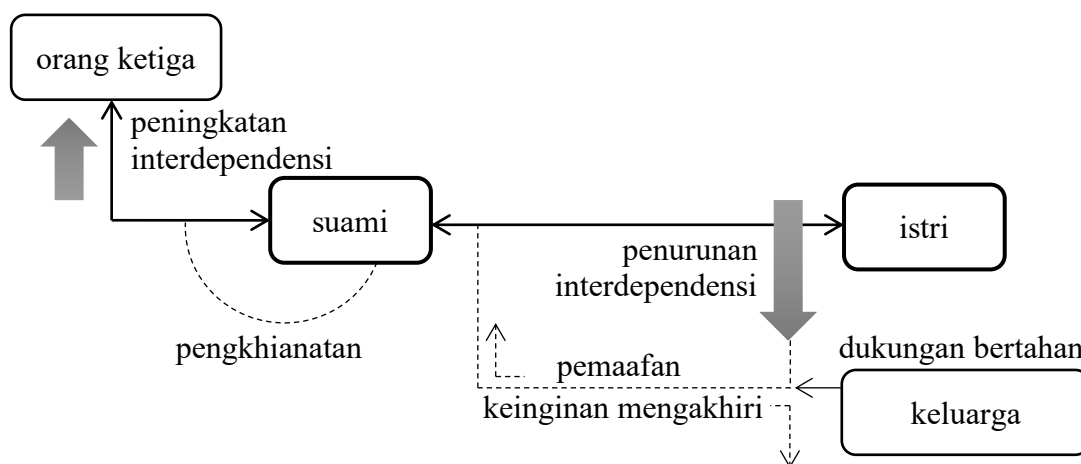 orang ketiga
peningkatan
interdependensi
suami
istri
penurunan
interdependensi
pengkhianatan
dukungan bertahan
pemaafan
keinginan mengakhiri
keluarga